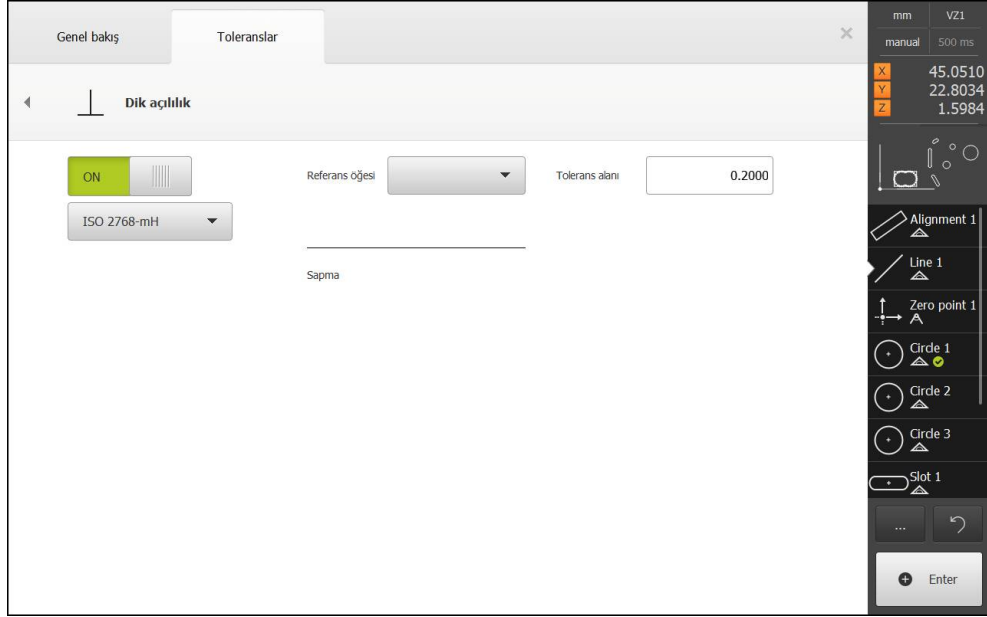 Genel bakış
Toleranslar
×
Dik açılılık
ON
ISO 2768-mH
Referans öğesi
Tolerans alanı
0.2000
Sapma
mm
VZ1
manual
500 ms
X 45.0510
Y 22.8034
Z 1.5984
Alignment 1
Line 1
Zero point 1
Circle 1
Circle 2
Circle 3
Slot 1
...
Enter